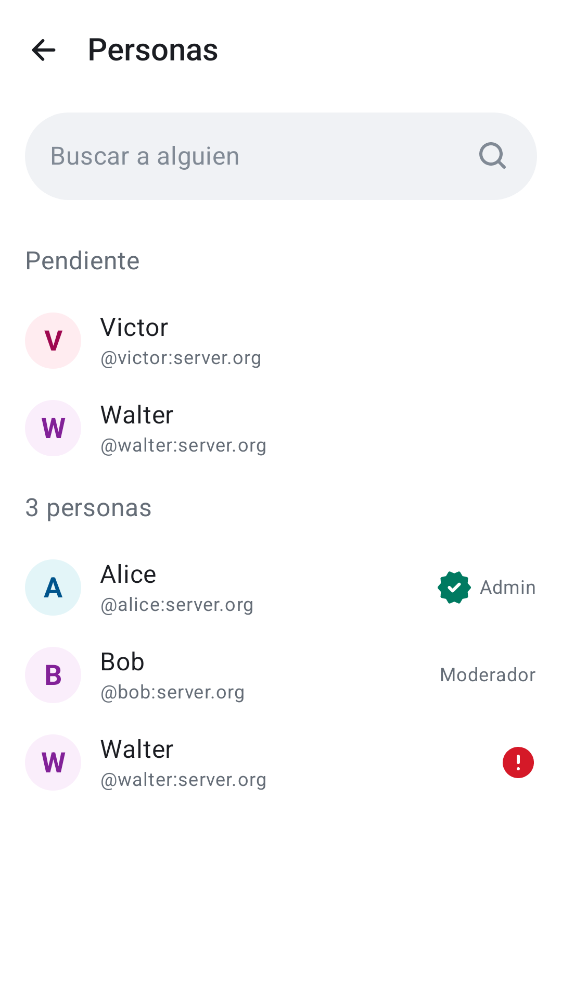 Personas
Buscar a alguien
Pendiente
V
Victor
@victor:server.org
W
Walter
@walter:server.org
3 personas
A
Alice
@alice:server.org
Admin
B
Bob
@bob:server.org
Moderador
W
Walter
@walter:server.org